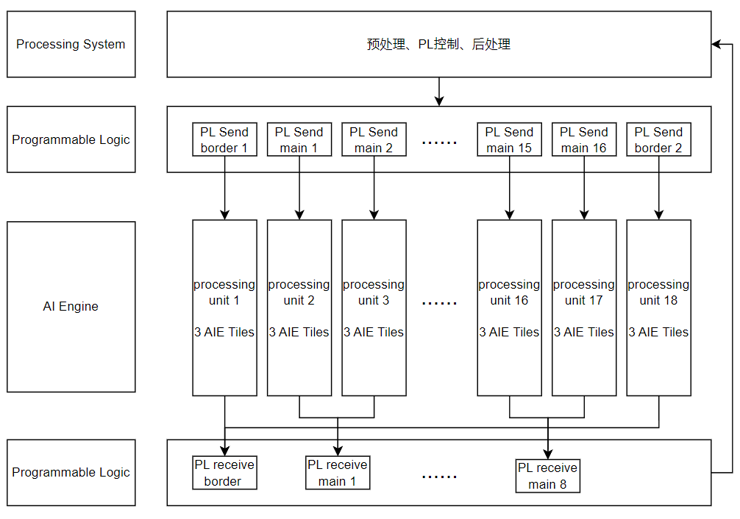 Processing System
预处理、PL控制、后处理
Programmable Logic
PL Send
border 1
PL Send
main 1
PL Send
main 2
······
PL Send
main 15
PL Send
main 16
PL Send
border 2
AI Engine
processing
unit 1
3 AIE Tiles
processing
unit 2
3 AIE Tiles
processing
unit 3
3 AIE Tiles
······
processing
unit 16
3 AIE Tiles
processing
unit 17
3 AIE Tiles
processing
unit 18
3 AIE Tiles
Programmable Logic
PL receive
border
PL receive
main 1
······
PL receive
main 8